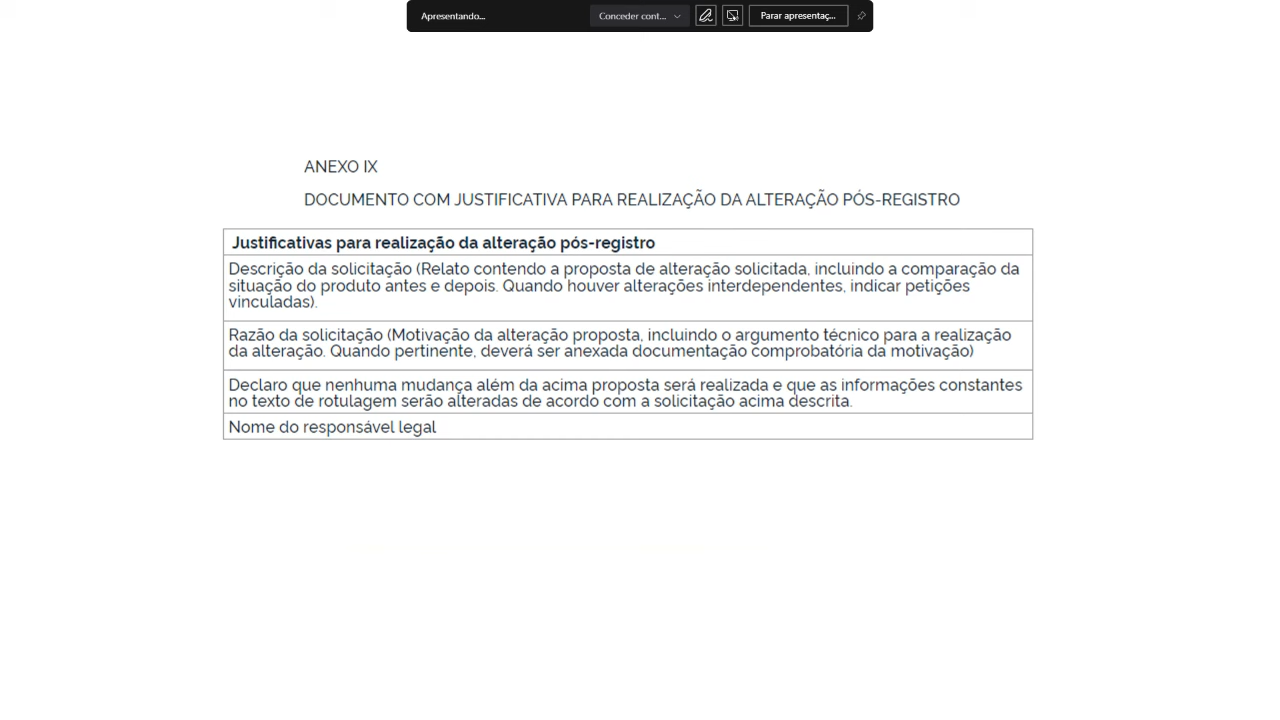 Apresentando...
Conceder cont...
Parar apresentaç...
ANEXO IX
DOCUMENTO COM JUSTIFICATIVA PARA REALIZAÇÃO DA ALTERAÇÃO PÓS-REGISTRO
Justificativas para realização da alteração pós-registro
Descrição da solicitação (Relato contendo a proposta de alteração solicitada, incluindo a comparação da
situação do produto antes e depois. Quando houver alterações interdependentes, indicar petições
vinculadas).
Razão da solicitação (Motivação da alteração proposta, incluindo o argumento técnico para a realização
da alteração. Quando pertinente, deverá ser anexada documentação comprobatória da motivação)
Declaro que nenhuma mudança além da acima proposta será realizada e que as informações constantes
no texto de rotulagem serão alteradas de acordo com a solicitação acima descrita.
Nome do responsável legal